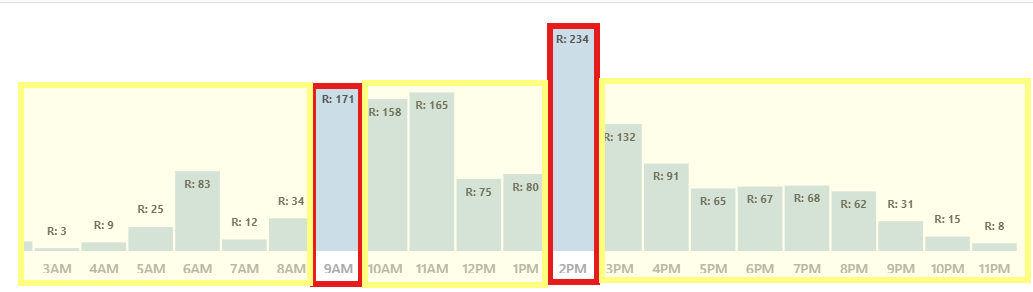 R: 234
R: 171
R: 165
R: 158
R: 132
R: 83
R: 80
R: 91
R: 75
R: 65
R: 67
R: 68
R: 62
R: 34
R: 31
R: 25
R: 12
R: 15
R: 9
R: 3
R: 8
3AM 4AM 5AM 6AM 7AM 8AM 9AM 10AM 11AM 12PM 1PM 2PM 3PM 4PM 5PM 6PM 7PM 8PM 9PM 10PM 11PM